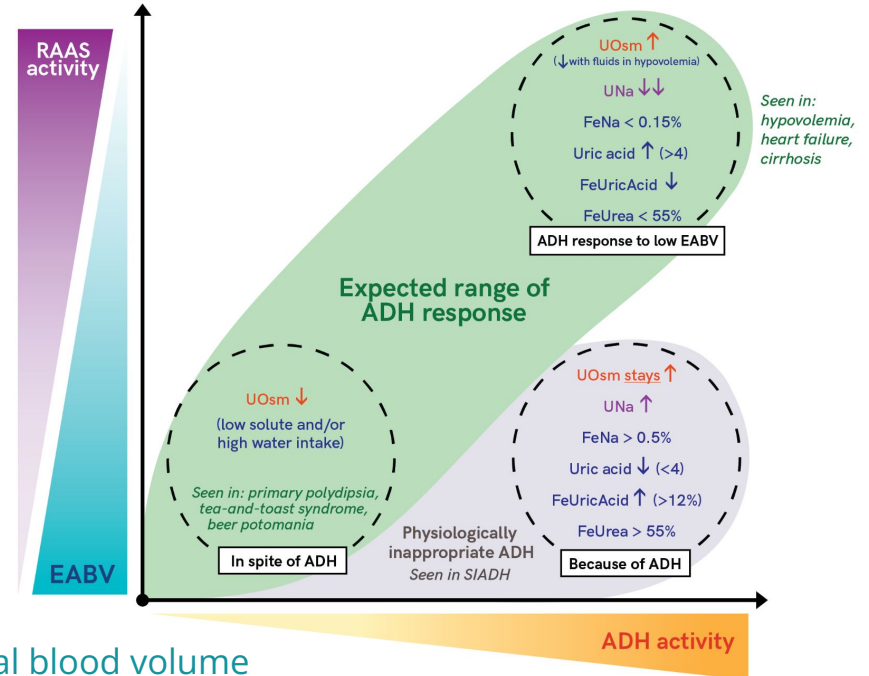 RAAS
activity
EABV
UOsm ↑
(↓with fluids in hypovolemia)
UNa ↓↓
FeNa < 0.15%
Uric acid ↑ (>4)
FeUricAcid ↓
FeUrea < 55%
ADH response to low EABV
Seen in:
hypovolemia,
heart failure,
cirrhosis
Expected range of
ADH response
UOsm ↓
(low solute and/or
high water intake)
Seen in: primary polydipsia,
tea-and-toast syndrome,
beer potomania
In spite of ADH
Physiologically
inappropriate ADH
Seen in SIADH
UOsm stays ↑
UNa ↑
FeNa > 0.5%
Uric acid ↓ (<4)
FeUricAcid ↑ (>12%)
FeUrea > 55%
Because of ADH
ADH activity
al blood volume